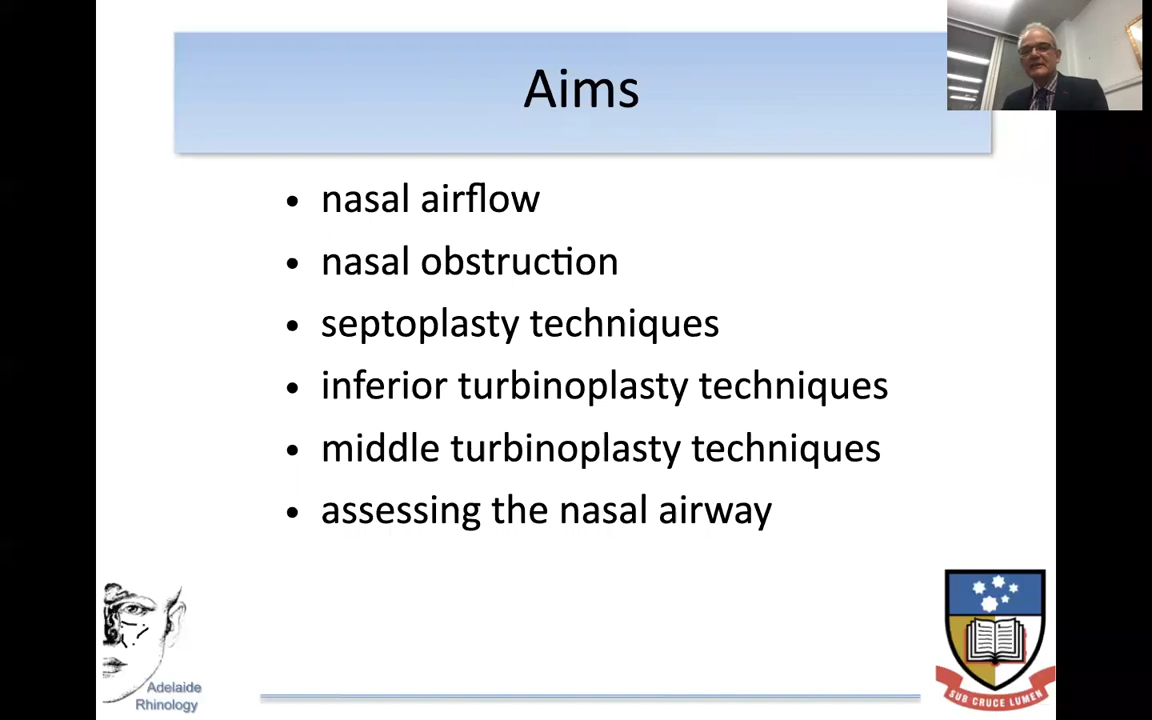 Aims
• nasal airflow
• nasal obstruction
• septoplasty techniques
• inferior turbinoplasty techniques
• middle turbinoplasty techniques
• assessing the nasal airway
Adelaide
Rhinology
SUB CRUCE LUMEN